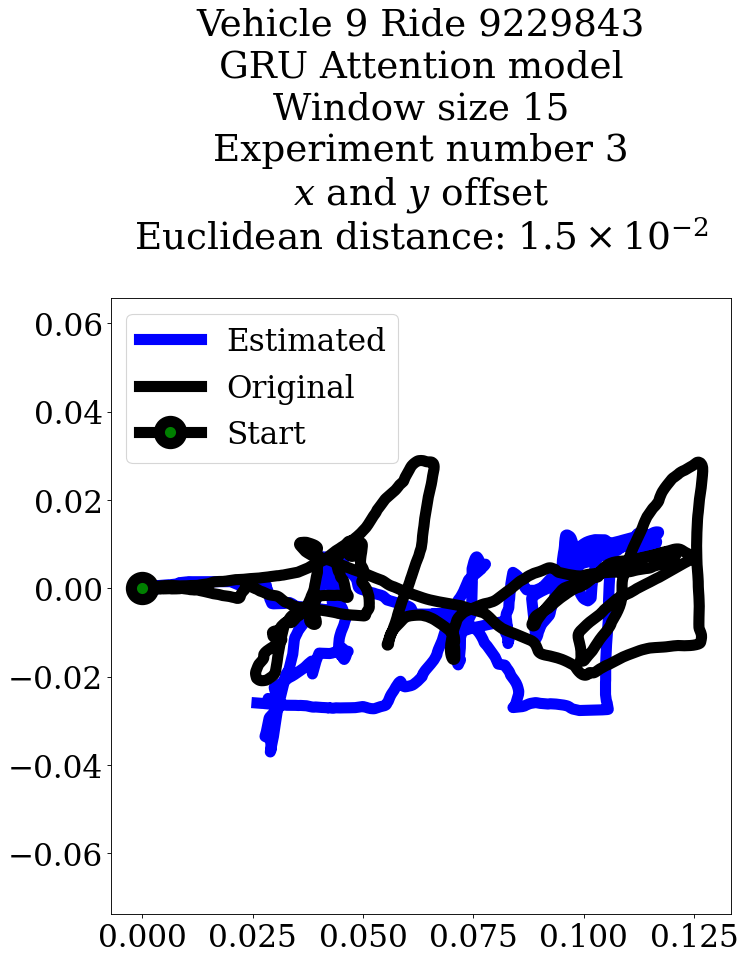 Vehicle 9 Ride 9229843
GRU Attention model
Window size 15
Experiment number 3
x and y offset
Euclidean distance: 1.5 × 10⁻²
Estimated
Original
Start
0.06
0.04
0.02
0.00
−0.02
−0.04
−0.06
0.000 0.025 0.050 0.075 0.100 0.125